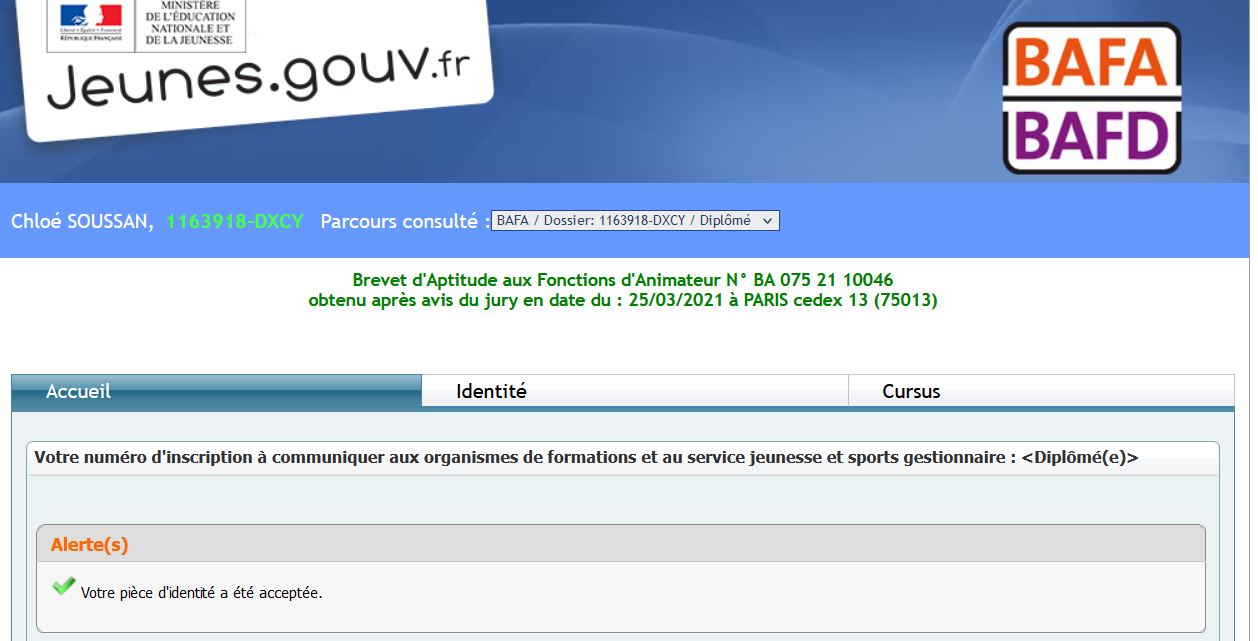 MINISTÈRE
DE L'ÉDUCATION
NATIONALE ET
DE LA JEUNESSE
Liberté • Égalité • Fraternité
RÉPUBLIQUE FRANÇAISE
Jeunes.gouv.fr
BAFA
BAFD
Chloé SOUSSAN, 1163918-DXCY Parcours consulté : BAFA / Dossier: 1163918-DXCY / Diplômé
Brevet d'Aptitude aux Fonctions d'Animateur N° BA 075 21 10046
obtenu après avis du jury en date du : 25/03/2021 à PARIS cedex 13 (75013)
Accueil Identité Cursus
Votre numéro d'inscription à communiquer aux organismes de formations et au service jeunesse et sports gestionnaire : <Diplômé(e)>
Alerte(s)
Votre pièce d'identité a été acceptée.